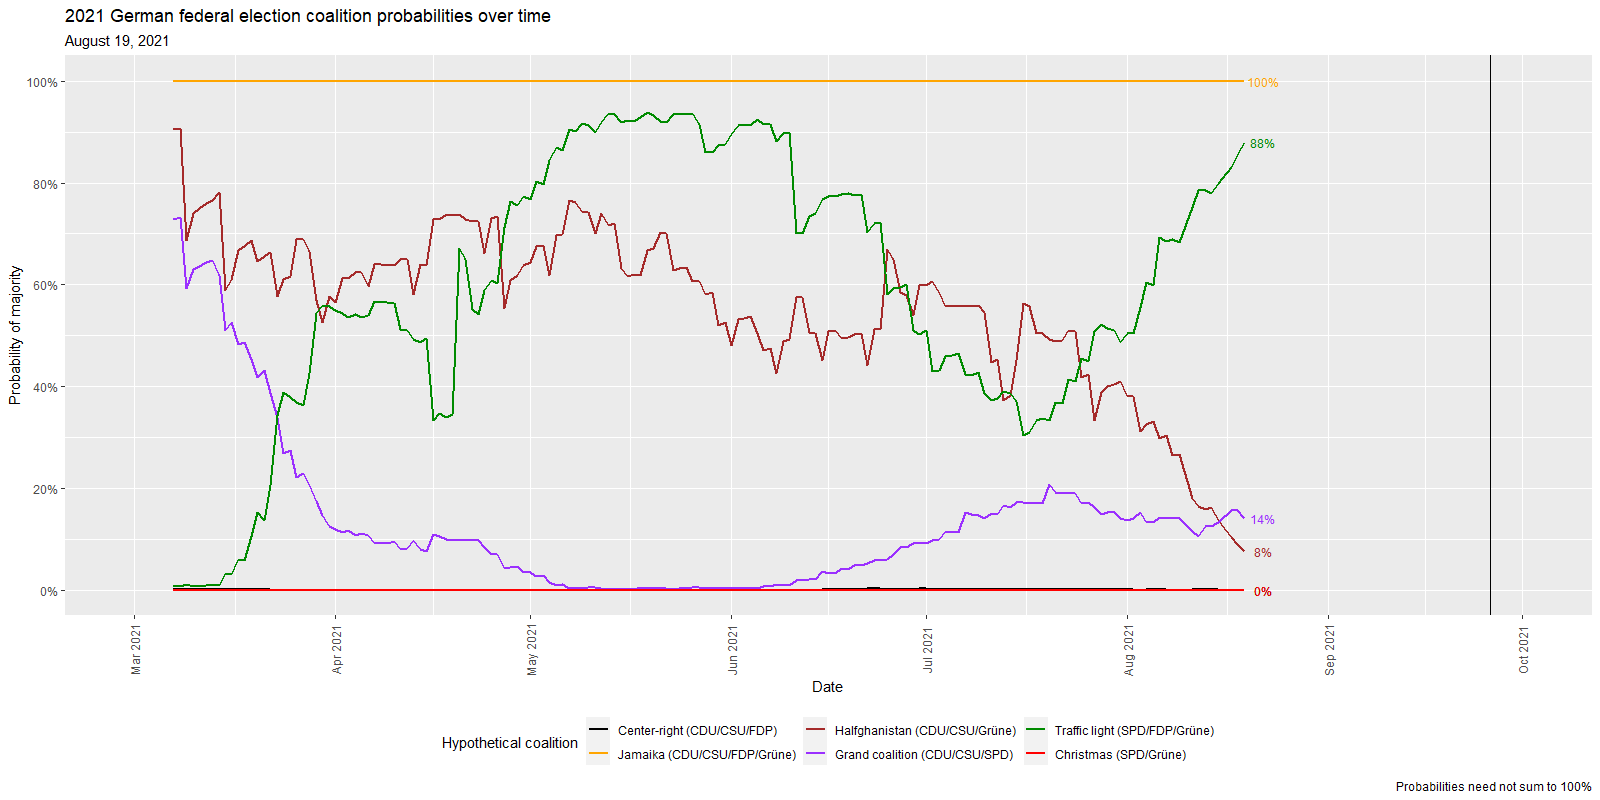 2021 German federal election coalition probabilities over time
August 19, 2021
Probability of majority
100%
80%
60%
40%
20%
0%
100%
88%
14%
8%
0%
Mar 2021
Apr 2021
May 2021
Jun 2021
Jul 2021
Aug 2021
Sep 2021
Oct 2021
Date
Hypothetical coalition
Center-right (CDU/CSU/FDP)
Halfghanistan (CDU/CSU/Grüne)
Traffic light (SPD/FDP/Grüne)
Jamaika (CDU/CSU/FDP/Grüne)
Grand coalition (CDU/CSU/SPD)
Christmas (SPD/Grüne)
Probabilities need not sum to 100%